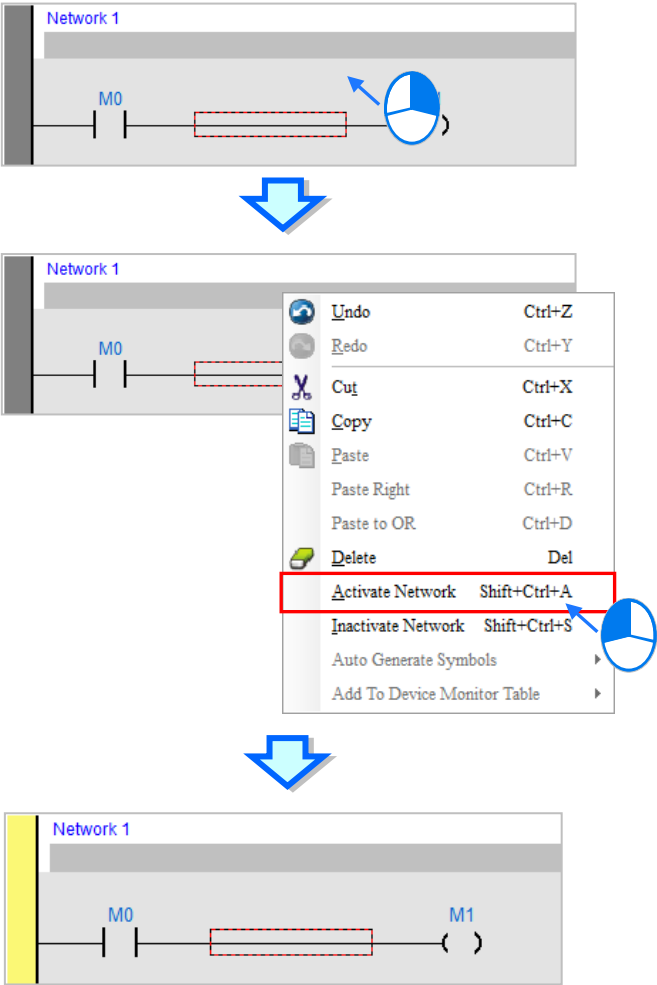 Network 1
M0
Network 1
M0
Undo Ctrl+Z
Redo Ctrl+Y
Cut Ctrl+X
Copy Ctrl+C
Paste Ctrl+V
Paste Right Ctrl+R
Paste to OR Ctrl+D
Delete Del
Activate Network Shift+Ctrl+A
Inactivate Network Shift+Ctrl+S
Auto Generate Symbols
Add To Device Monitor Table
Network 1
M0 M1